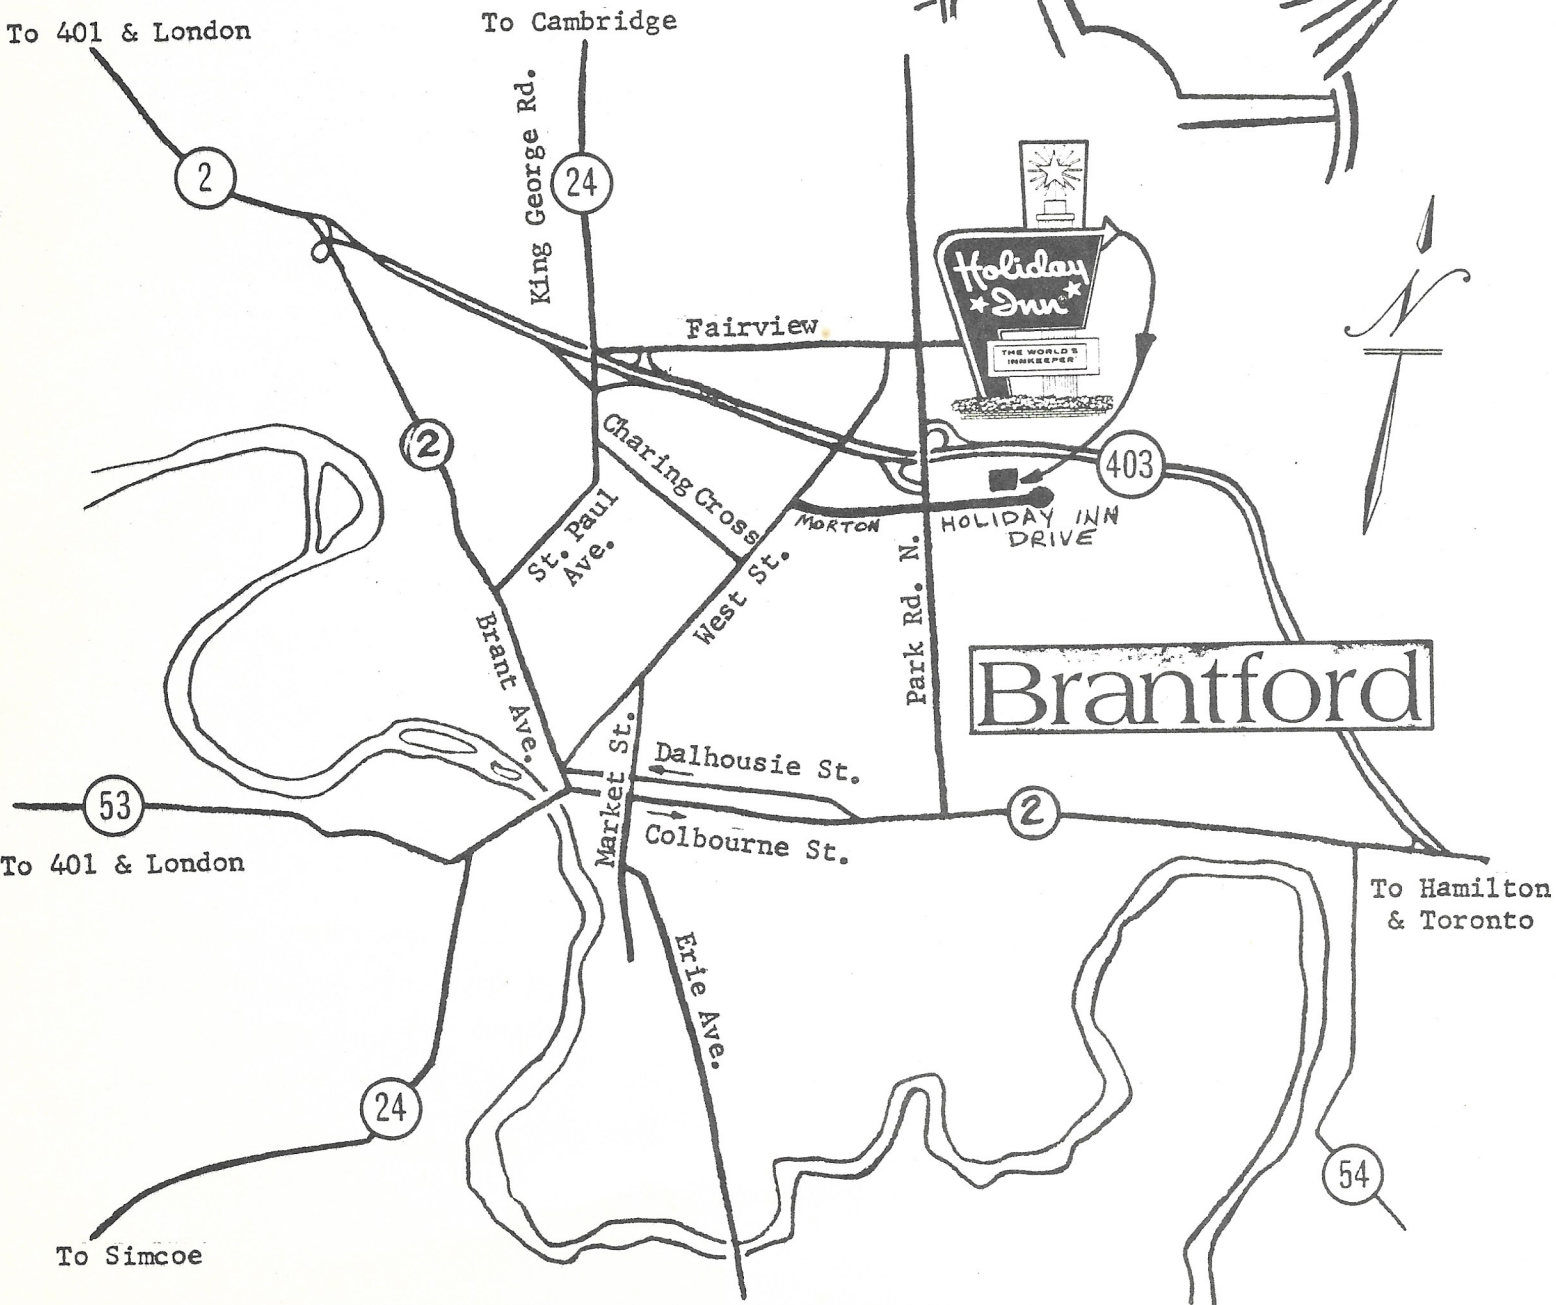 To 401 & London
To Cambridge
King George Rd.
2
24
Holiday
Inn
THE WORLD'S
INNKEEPER
N
Fairview
2
Charing Cross
403
St. Paul
Ave.
MORTON
HOLIDAY INN
DRIVE
West St.
Park Rd. N.
Brant Ave.
Brantford
Market St.
Dalhousie St.
53
2
Colbourne St.
To 401 & London
To Hamilton
& Toronto
Erie Ave.
24
54
To Simcoe